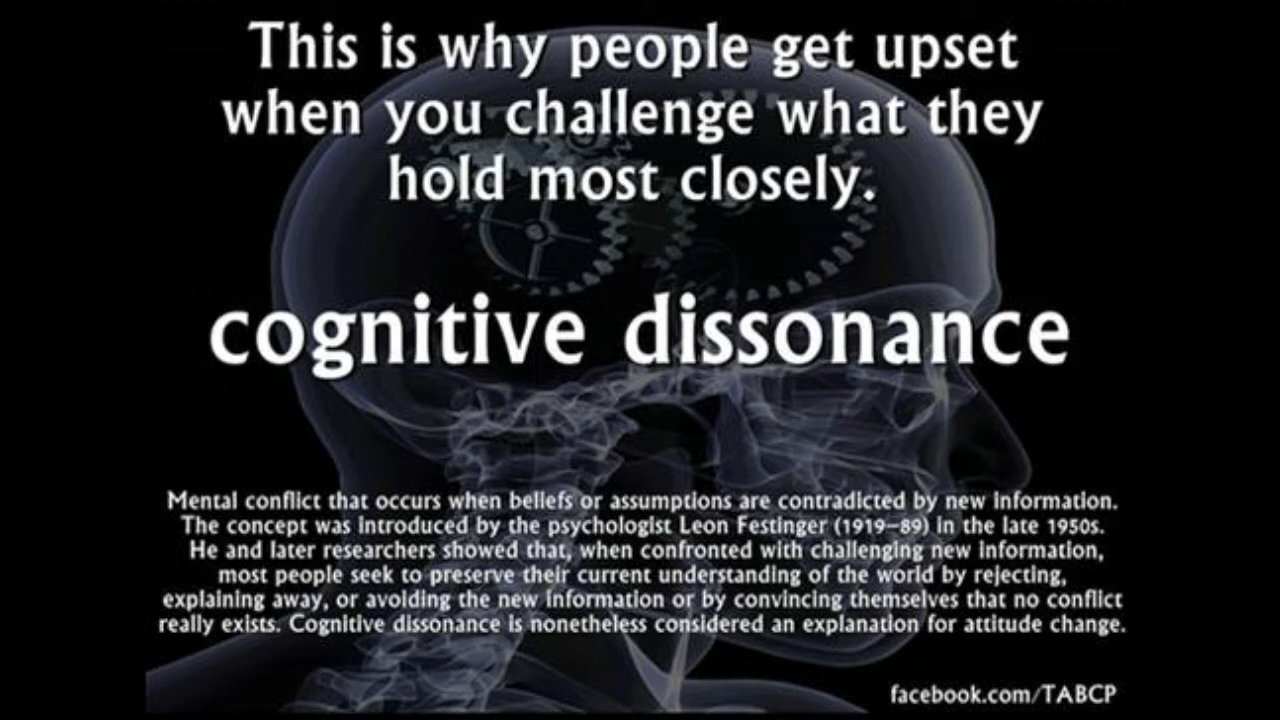 This is why people get upset
when you challenge what they
hold most closely.
cognitive dissonance
Mental conflict that occurs when beliefs or assumptions are contradicted by new information.
The concept was introduced by the psychologist Leon Festinger (1919–89) in the late 1950s.
He and later researchers showed that, when confronted with challenging new information,
most people seek to preserve their current understanding of the world by rejecting,
explaining away, or avoiding the new information or by convincing themselves that no conflict
really exists. Cognitive dissonance is nonetheless considered an explanation for attitude change.
facebook.com/TABCP